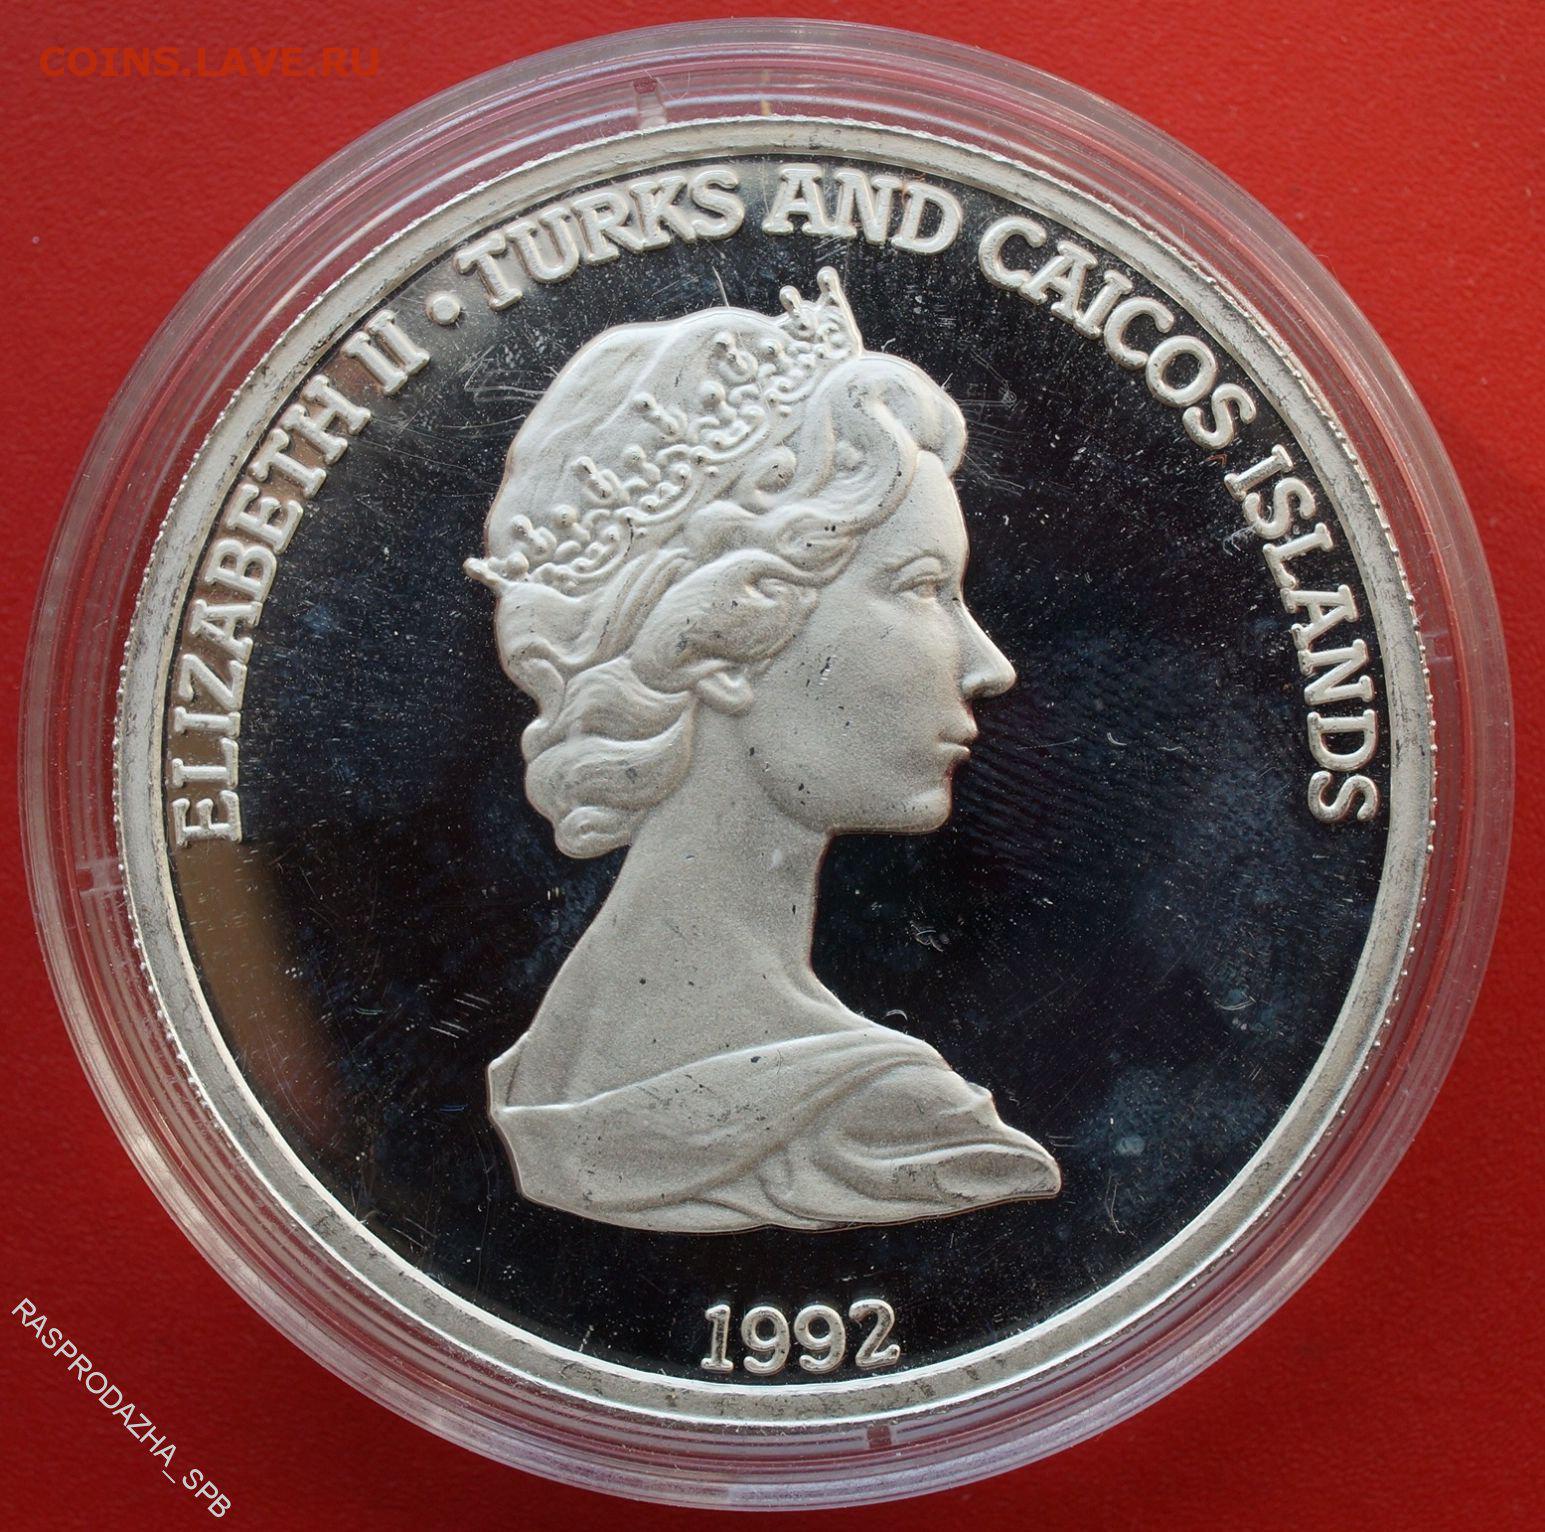 COINS.LAVE.RU
ELIZABETH II • TURKS AND CAICOS ISLANDS
1992
RASPRODAZHA_SPB